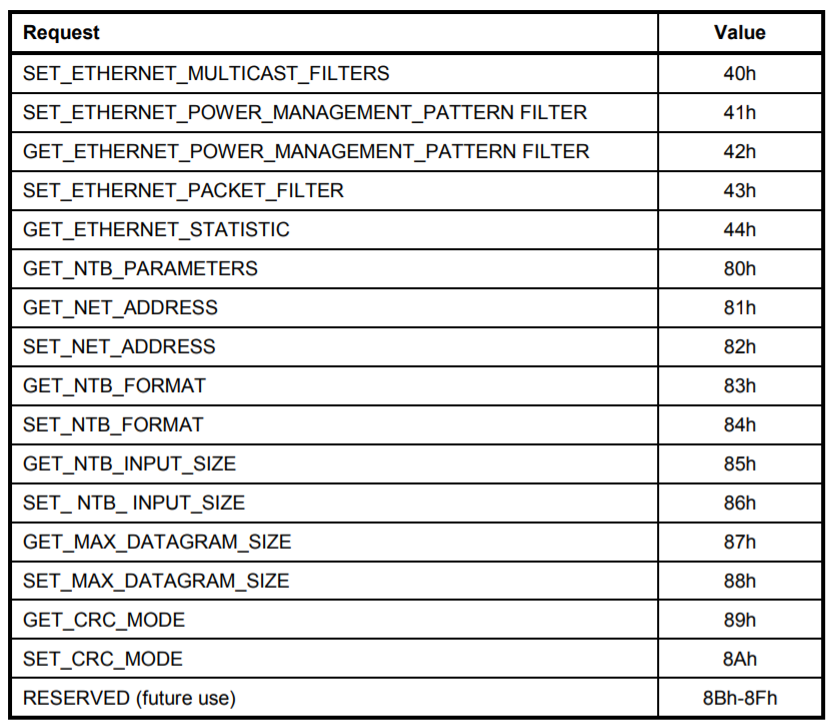 Request Value
SET_ETHERNET_MULTICAST_FILTERS 40h
SET_ETHERNET_POWER_MANAGEMENT_PATTERN FILTER 41h
GET_ETHERNET_POWER_MANAGEMENT_PATTERN FILTER 42h
SET_ETHERNET_PACKET_FILTER 43h
GET_ETHERNET_STATISTIC 44h
GET_NTB_PARAMETERS 80h
GET_NET_ADDRESS 81h
SET_NET_ADDRESS 82h
GET_NTB_FORMAT 83h
SET_NTB_FORMAT 84h
GET_NTB_INPUT_SIZE 85h
SET_ NTB_ INPUT_SIZE 86h
GET_MAX_DATAGRAM_SIZE 87h
SET_MAX_DATAGRAM_SIZE 88h
GET_CRC_MODE 89h
SET_CRC_MODE 8Ah
RESERVED (future use) 8Bh-8Fh